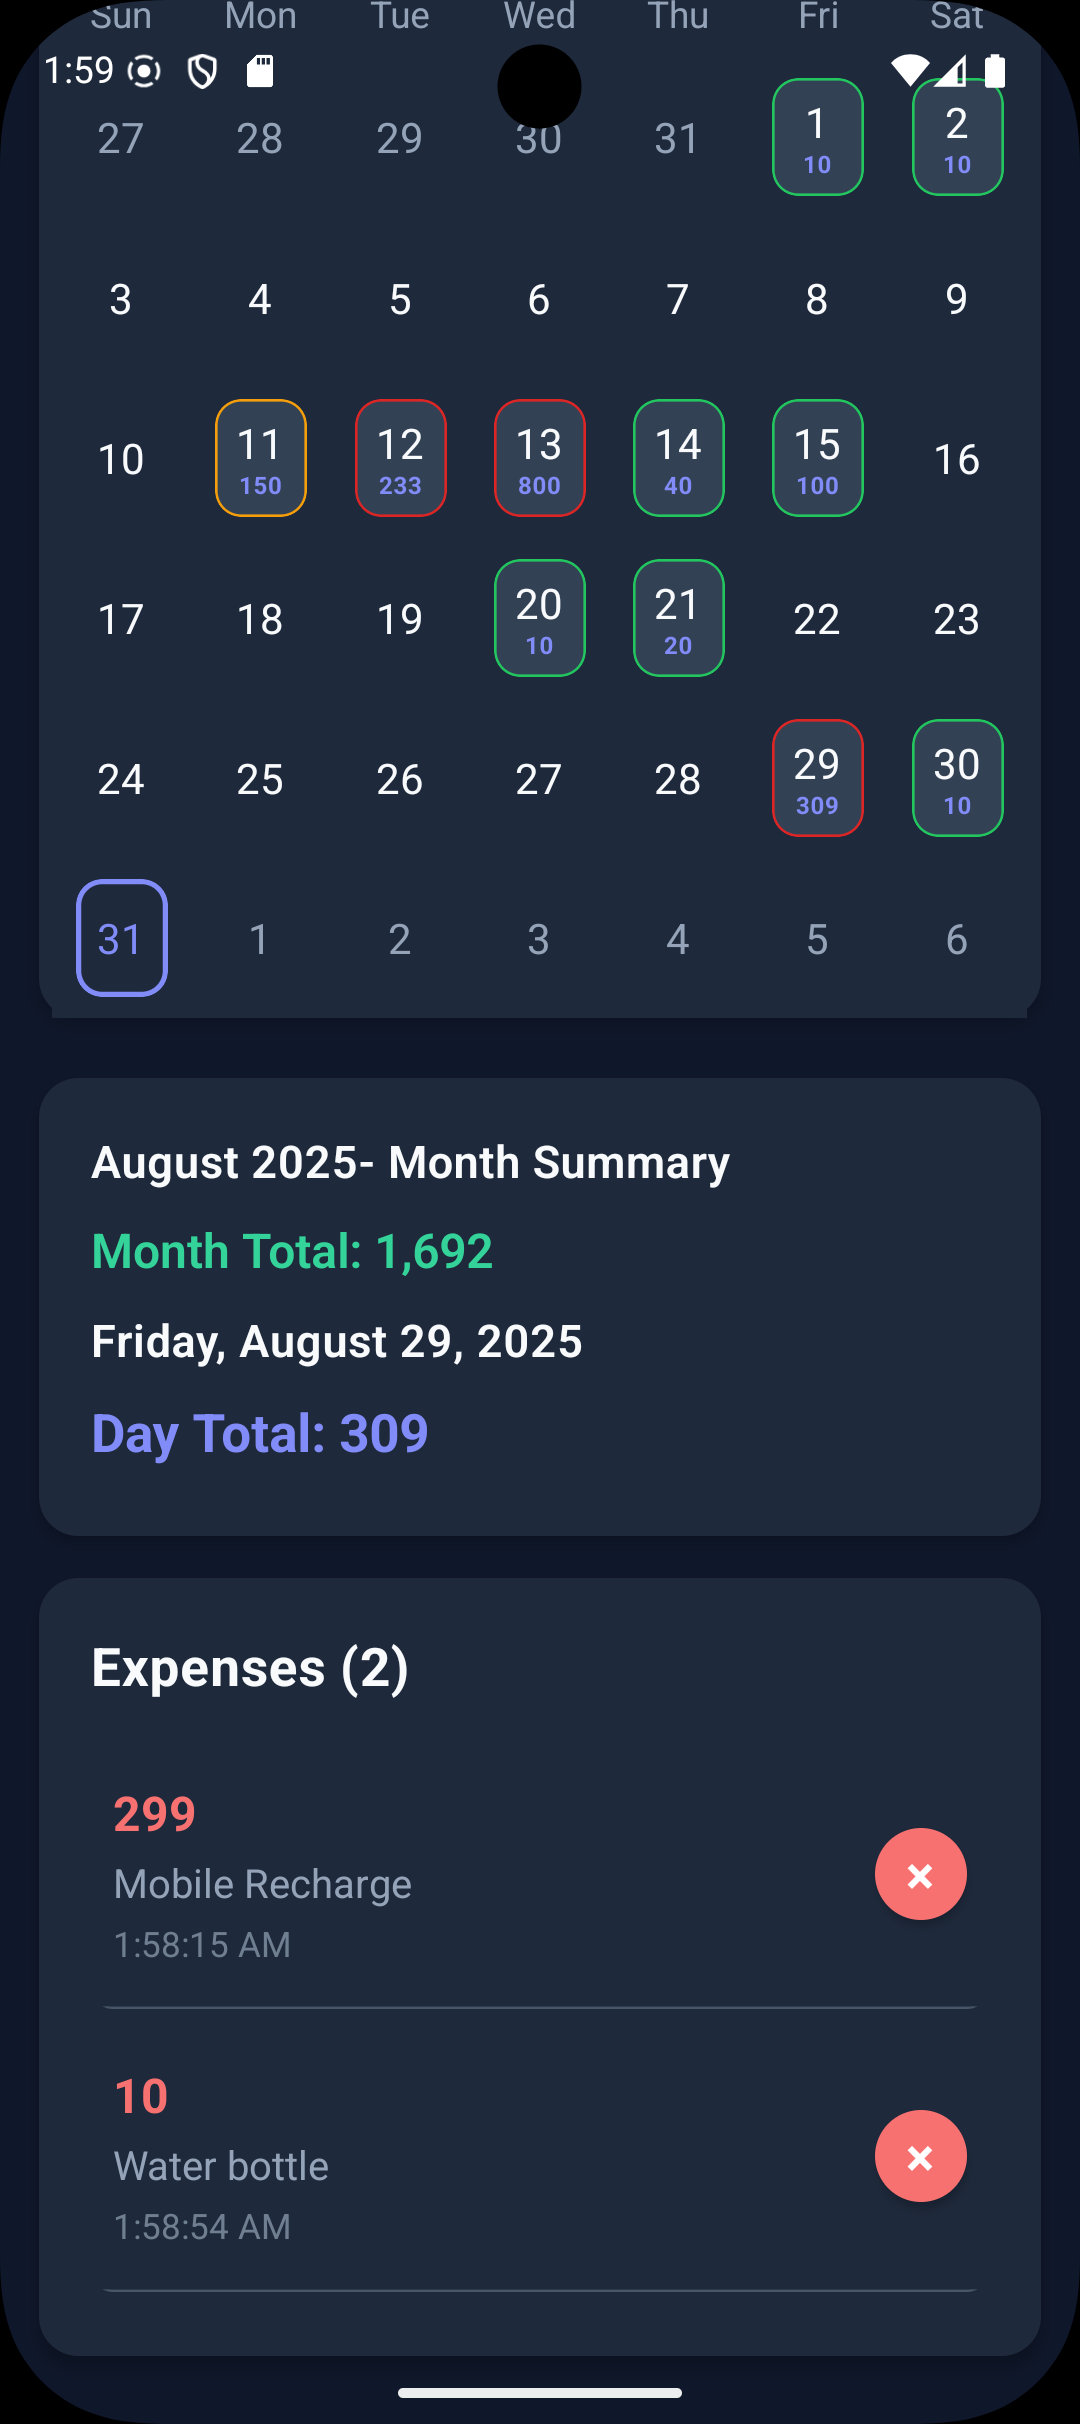 Sun Mon Tue Wed Thu Fri Sat
1:59
27 28 29 30 31 1 2
10 10
3 4 5 6 7 8 9
10 11 12 13 14 15 16
150 233 800 40 100
17 18 19 20 21 22 23
10 20
24 25 26 27 28 29 30
309 10
31 1 2 3 4 5 6
August 2025- Month Summary
Month Total: 1,692
Friday, August 29, 2025
Day Total: 309
Expenses (2)
299
Mobile Recharge
1:58:15 AM
×
10
Water bottle
1:58:54 AM
×